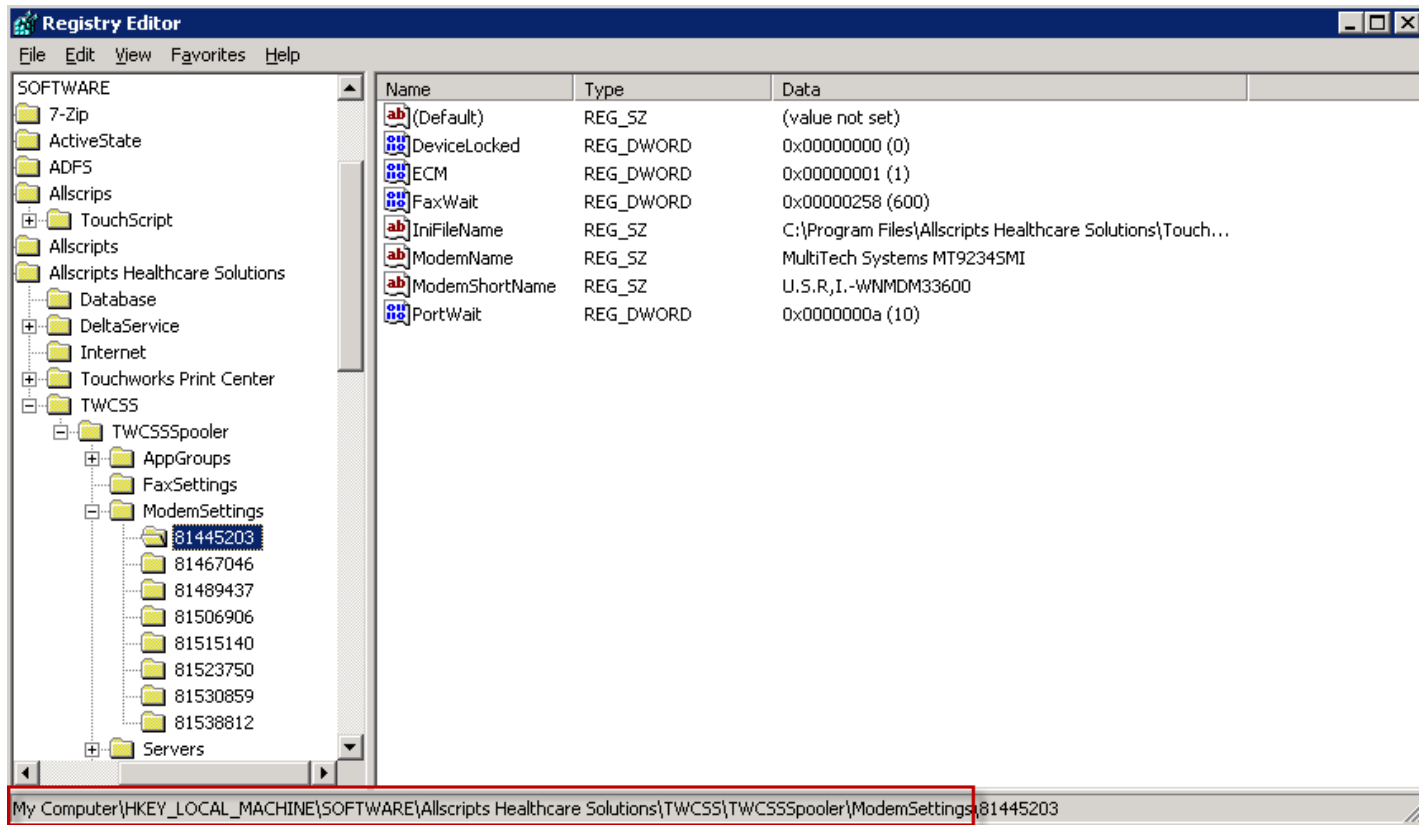 Registry Editor
File Edit View Favorites Help
SOFTWARE
7-Zip
ActiveState
ADFS
Allscrips
TouchScript
Allscripts
Allscripts Healthcare Solutions
Database
DeltaService
Internet
Touchworks Print Center
TWCSS
TWCSSSpooler
AppGroups
FaxSettings
ModemSettings
81445203
81467046
81489437
81506906
81515140
81523750
81530859
81538812
Servers
Name Type Data
(Default) REG_SZ (value not set)
DeviceLocked REG_DWORD 0x00000000 (0)
ECM REG_DWORD 0x00000001 (1)
FaxWait REG_DWORD 0x00000258 (600)
IniFileName REG_SZ C:\Program Files\Allscripts Healthcare Solutions\Touch...
ModemName REG_SZ MultiTech Systems MT9234SMI
ModemShortName REG_SZ U.S.R,I.-WNMDM33600
PortWait REG_DWORD 0x0000000a (10)
My Computer\HKEY_LOCAL_MACHINE\SOFTWARE\Allscripts Healthcare Solutions\TWCSS\TWCSSSpooler\ModemSettings\81445203